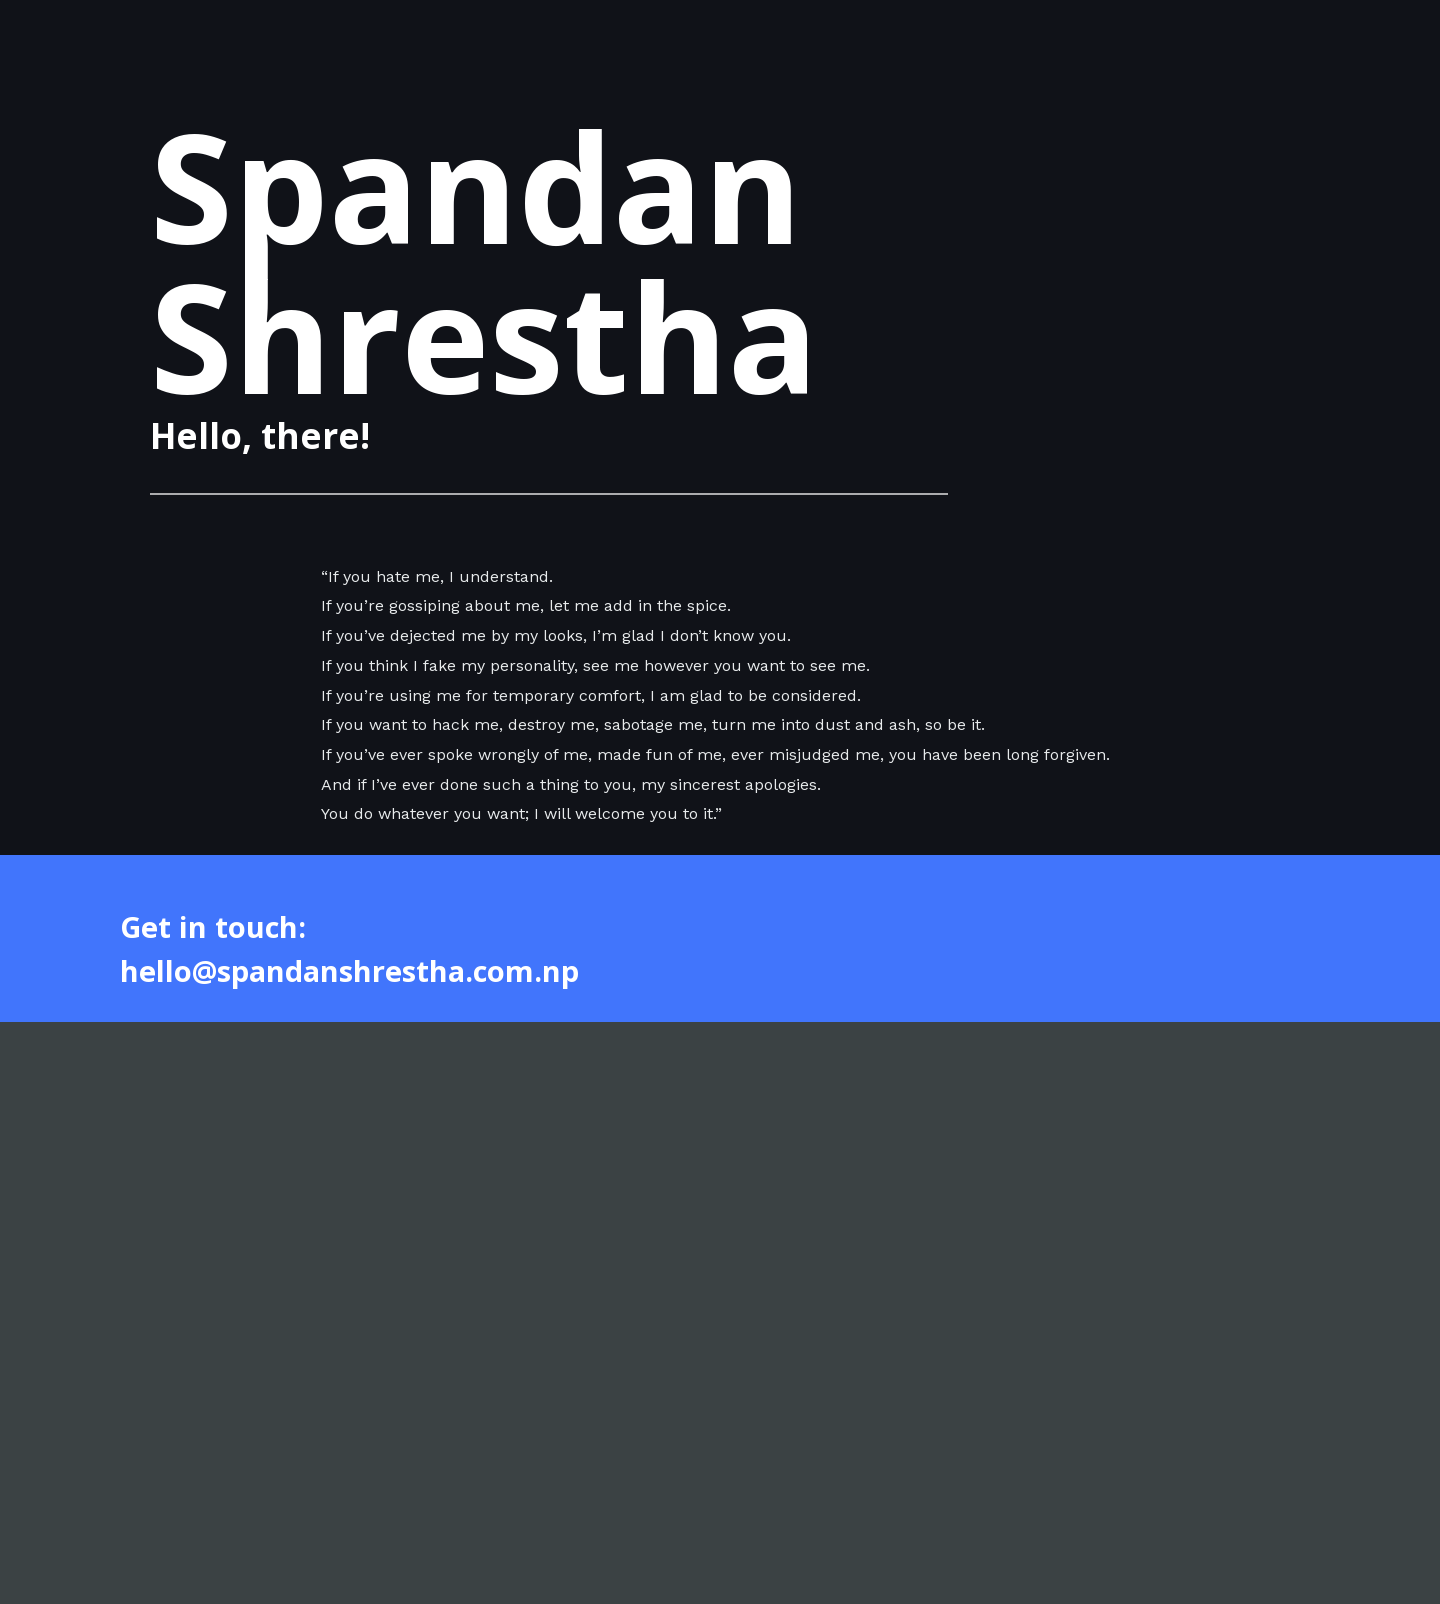 Spandan
Shrestha
Hello, there!
“If you hate me, I understand.
If you’re gossiping about me, let me add in the spice.
If you’ve dejected me by my looks, I’m glad I don’t know you.
If you think I fake my personality, see me however you want to see me.
If you’re using me for temporary comfort, I am glad to be considered.
If you want to hack me, destroy me, sabotage me, turn me into dust and ash, so be it.
If you’ve ever spoke wrongly of me, made fun of me, ever misjudged me, you have been long forgiven.
And if I’ve ever done such a thing to you, my sincerest apologies.
You do whatever you want; I will welcome you to it.”
Get in touch:
hello@spandanshrestha.com.np